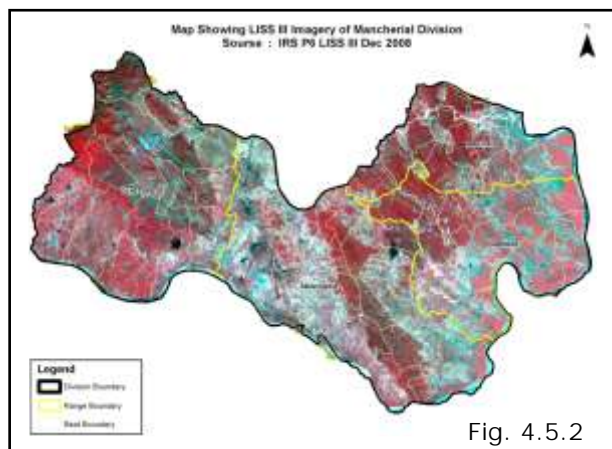 Map Showing LISS III Imagery of Mancherial Division
Sourse : IRS P6 LISS III Dec 2008
Legend
Division Boundary
Range Boundary
Beat Boundary
Fig. 4.5.2